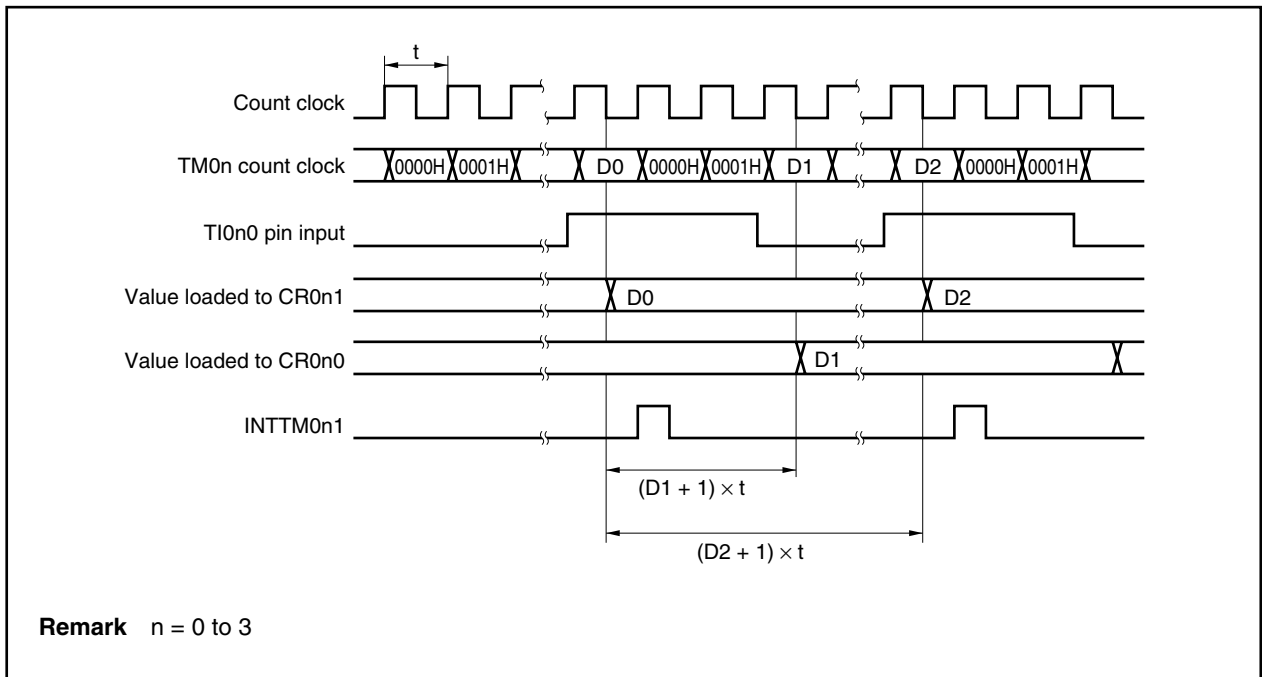 t
Count clock
TM0n count clock 0000H 0001H D0 0000H 0001H D1 D2 0000H 0001H
TI0n0 pin input
Value loaded to CR0n1 D0 D2
Value loaded to CR0n0 D1
INTTM0n1
(D1 + 1) × t
(D2 + 1) × t
Remark n = 0 to 3